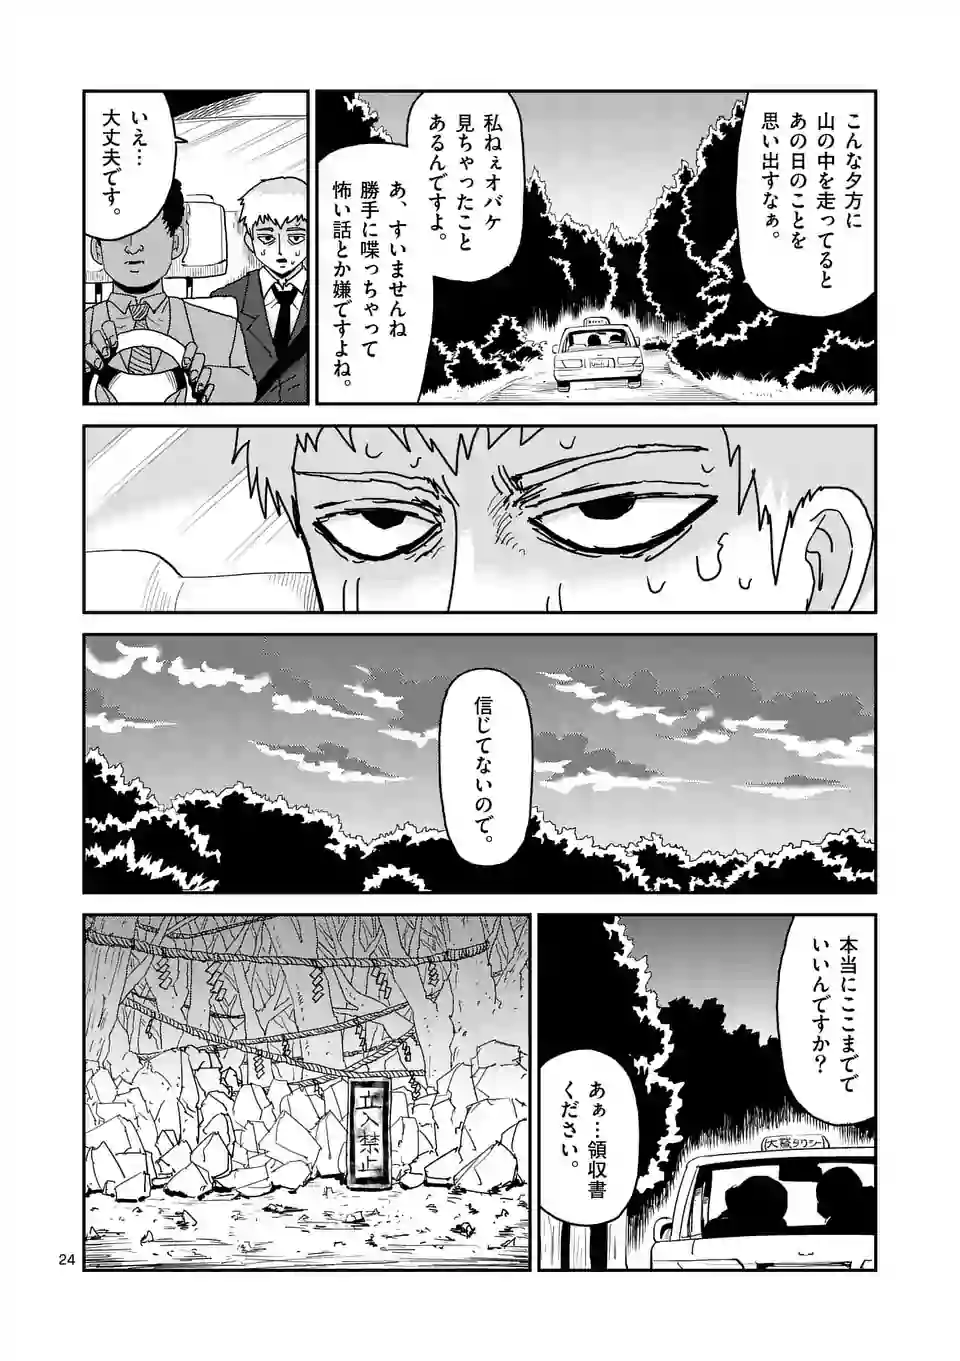 こんな夕方に
山の中を走ってると
あの日のことを
思い出すなぁ。
私ねぇオバケ
見ちゃったこと
あるんですよ。
あ、すいませんね
勝手に喋っちゃって
怖い話とか嫌ですよね。
いえ…
大丈夫です。
信じてないので。
本当にここまでで
いいんですか?
あぁ…領収書
ください。
立入禁止
24